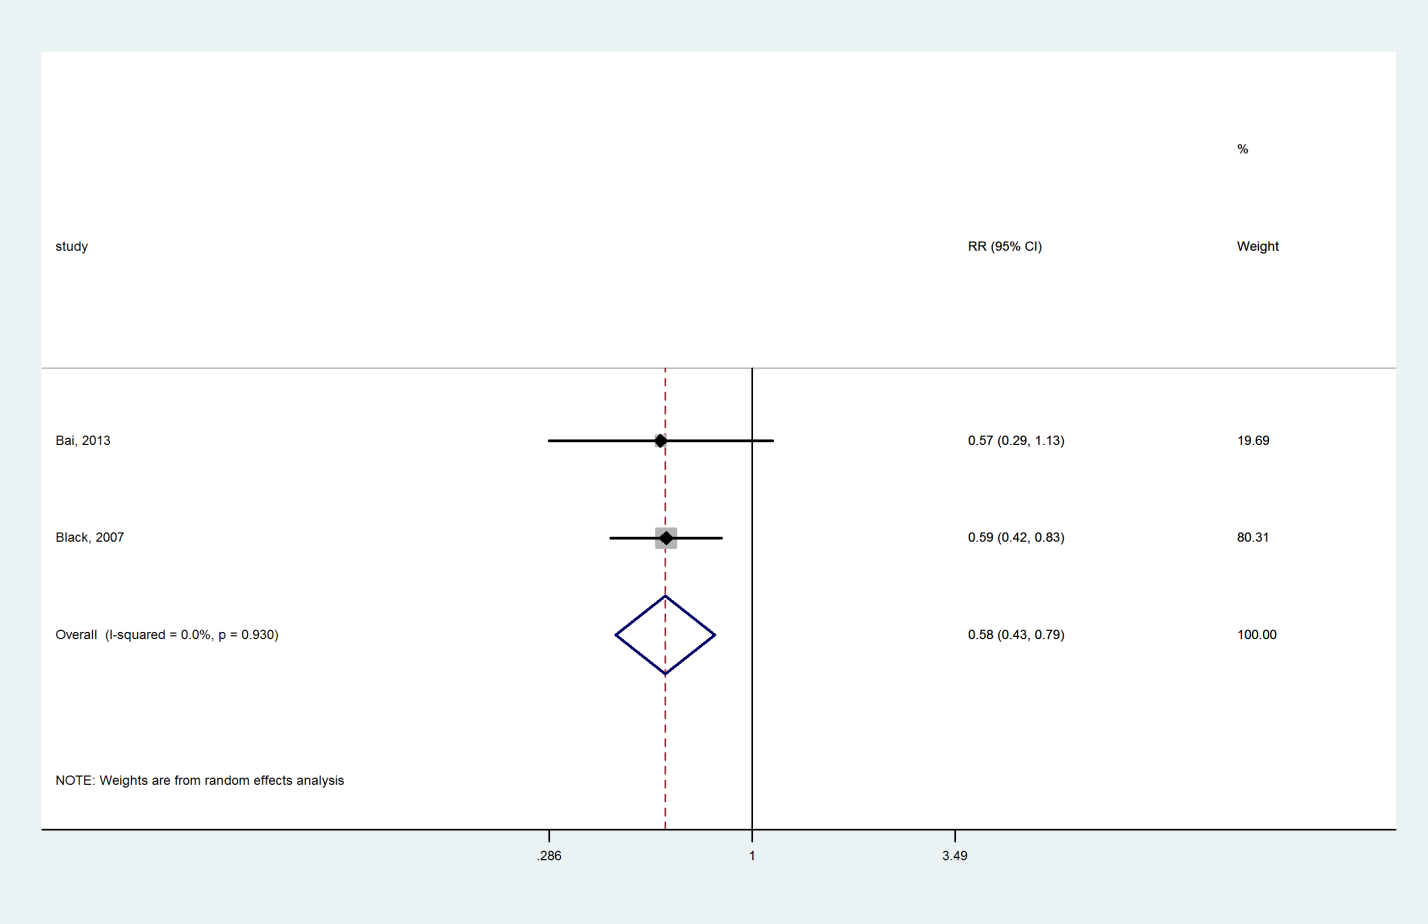 %
study RR (95% CI) Weight
Bai, 2013 0.57 (0.29, 1.13) 19.69
Black, 2007 0.59 (0.42, 0.83) 80.31
Overall (I-squared = 0.0%, p = 0.930) 0.58 (0.43, 0.79) 100.00
NOTE: Weights are from random effects analysis
.286 1 3.49